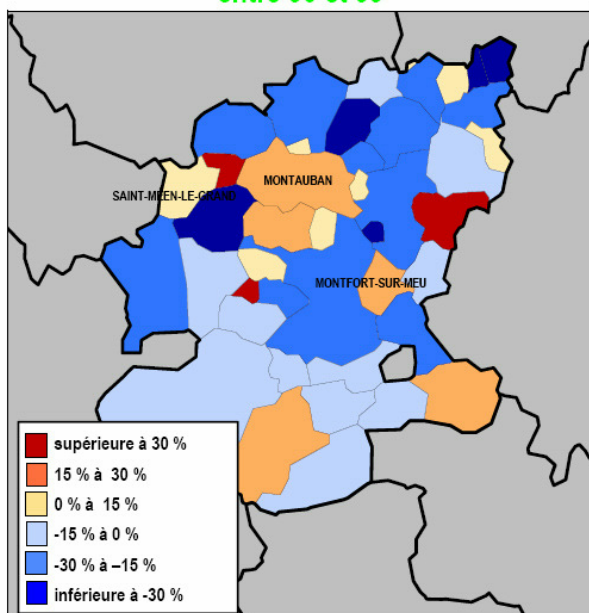 SAINT-MEEN-LE-GRAND
MONTAUBAN
MONTFORT-SUR-MEU
supérieure à 30 %
15 % à 30 %
0 % à 15 %
-15 % à 0 %
-30 % à –15 %
inférieure à -30 %